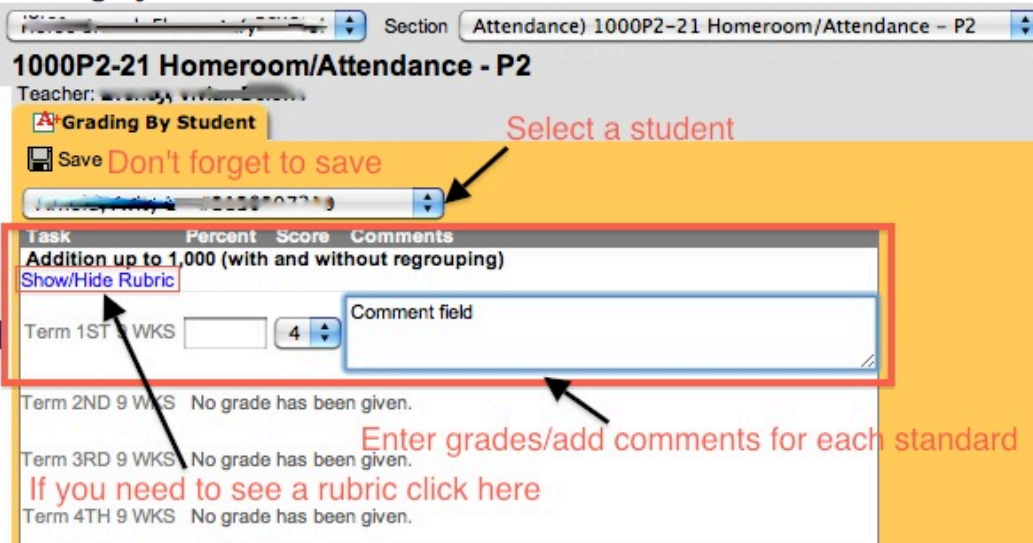 Section Attendance) 1000P2-21 Homeroom/Attendance - P2
1000P2-21 Homeroom/Attendance - P2
Teacher:
A+ Grading By Student
Select a student
Save Don't forget to save
Task Percent Score Comments
Addition up to 1,000 (with and without regrouping)
Show/Hide Rubric
Term 1ST 9 WKS 4 Comment field
Term 2ND 9 WKS No grade has been given.
Enter grades/add comments for each standard
Term 3RD 9 WKS No grade has been given.
If you need to see a rubric click here
Term 4TH 9 WKS No grade has been given.